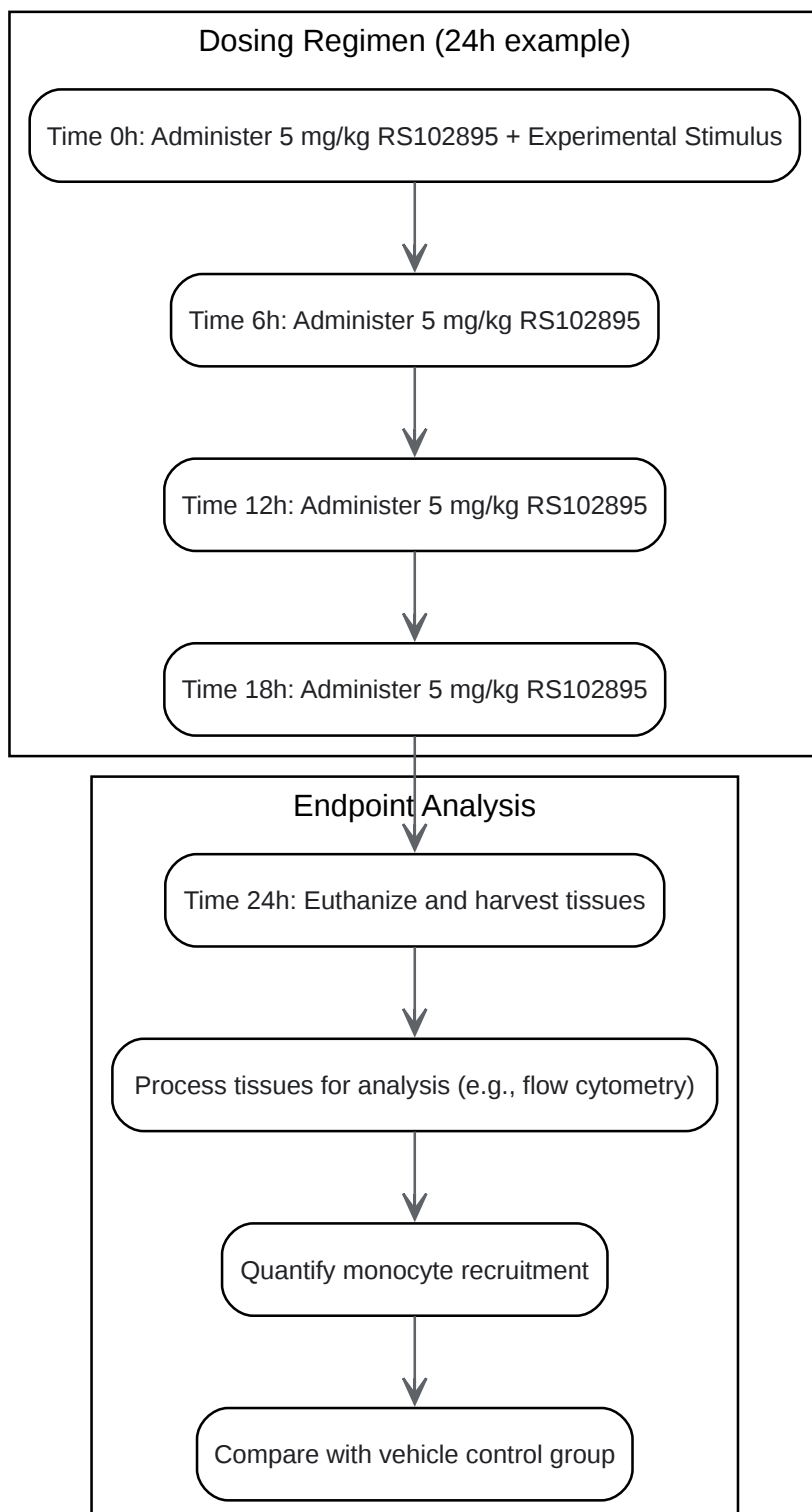 Dosing Regimen (24h example)
Time 0h: Administer 5 mg/kg RS102895 + Experimental Stimulus
Time 6h: Administer 5 mg/kg RS102895
Time 12h: Administer 5 mg/kg RS102895
Time 18h: Administer 5 mg/kg RS102895
Endpoint Analysis
Time 24h: Euthanize and harvest tissues
Process tissues for analysis (e.g., flow cytometry)
Quantify monocyte recruitment
Compare with vehicle control group